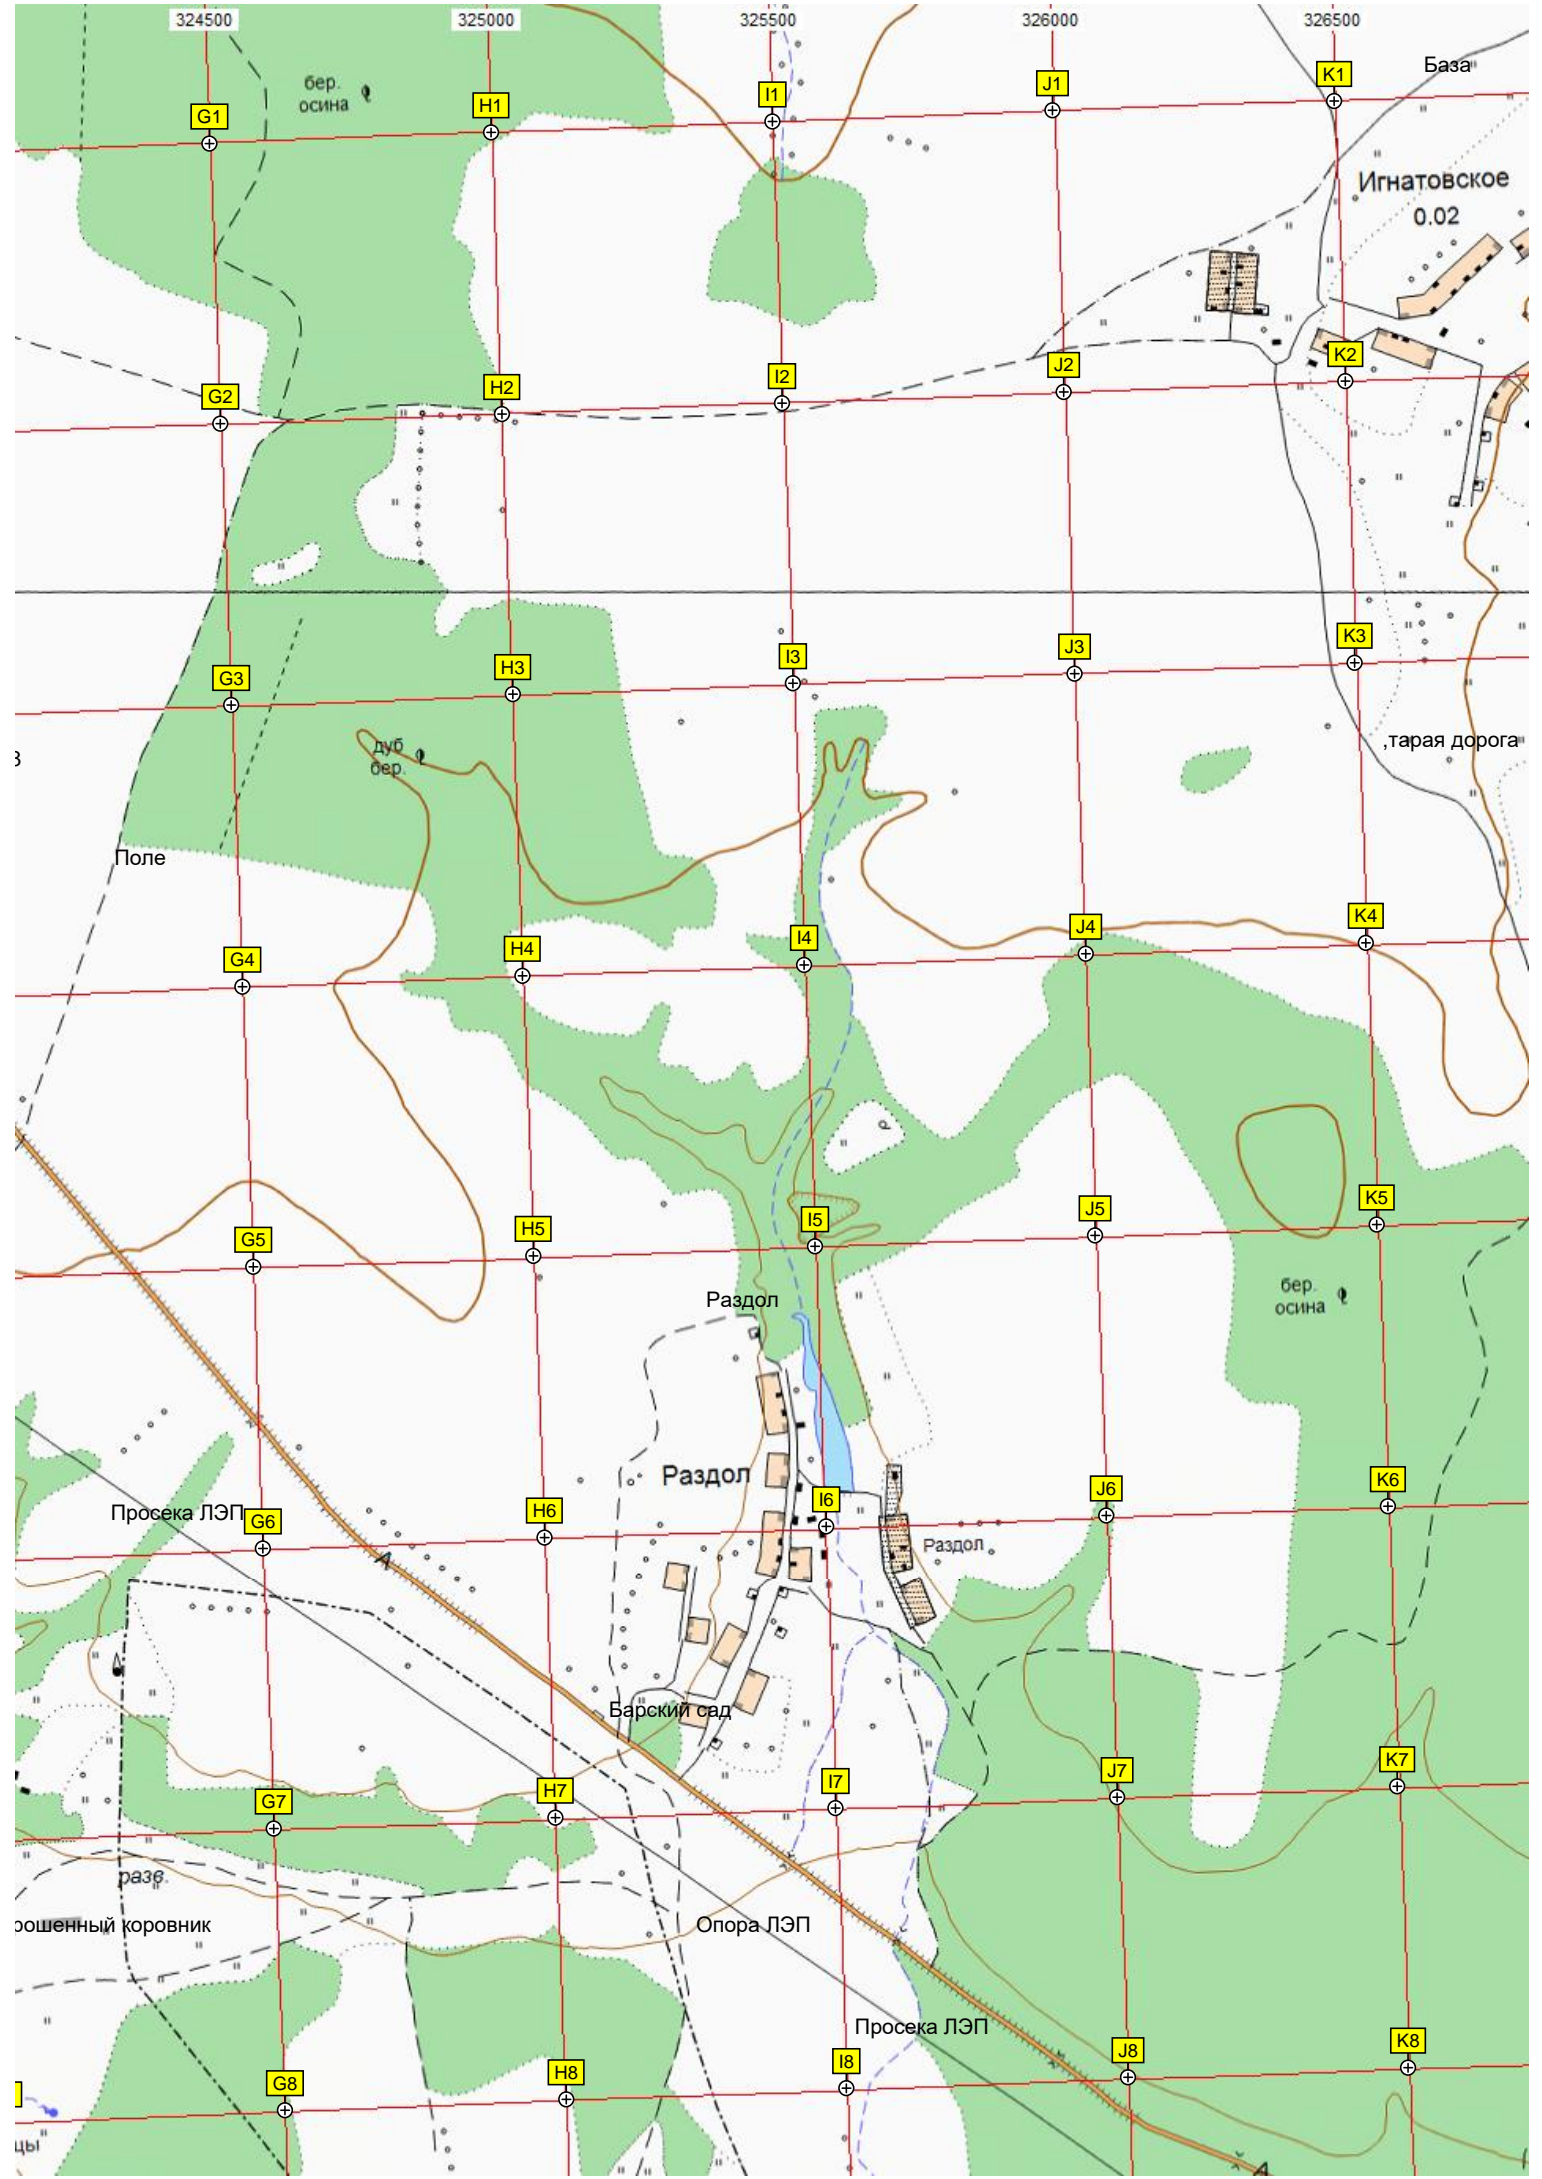 324500 325000 325500 326000 326500
База
бер.
осина
K1
J1
I1
H1
G1
Игнатовское
0.02
K2
J2
I2
H2
G2
K3
J3
I3
H3
G3
дуб
бер.
тарая дорога
Поле
K4
J4
I4
H4
G4
K5
J5
I5
H5
G5
бер.
осина
Раздол
Раздол
K6
J6
I6
H6
G6
Просека ЛЭП
А
Раздол
Барский сад
K7
J7
I7
H7
G7
разв.
рошенный коровник
Опора ЛЭП
Просека ЛЭП
K8
J8
I8
H8
G8
цы
А